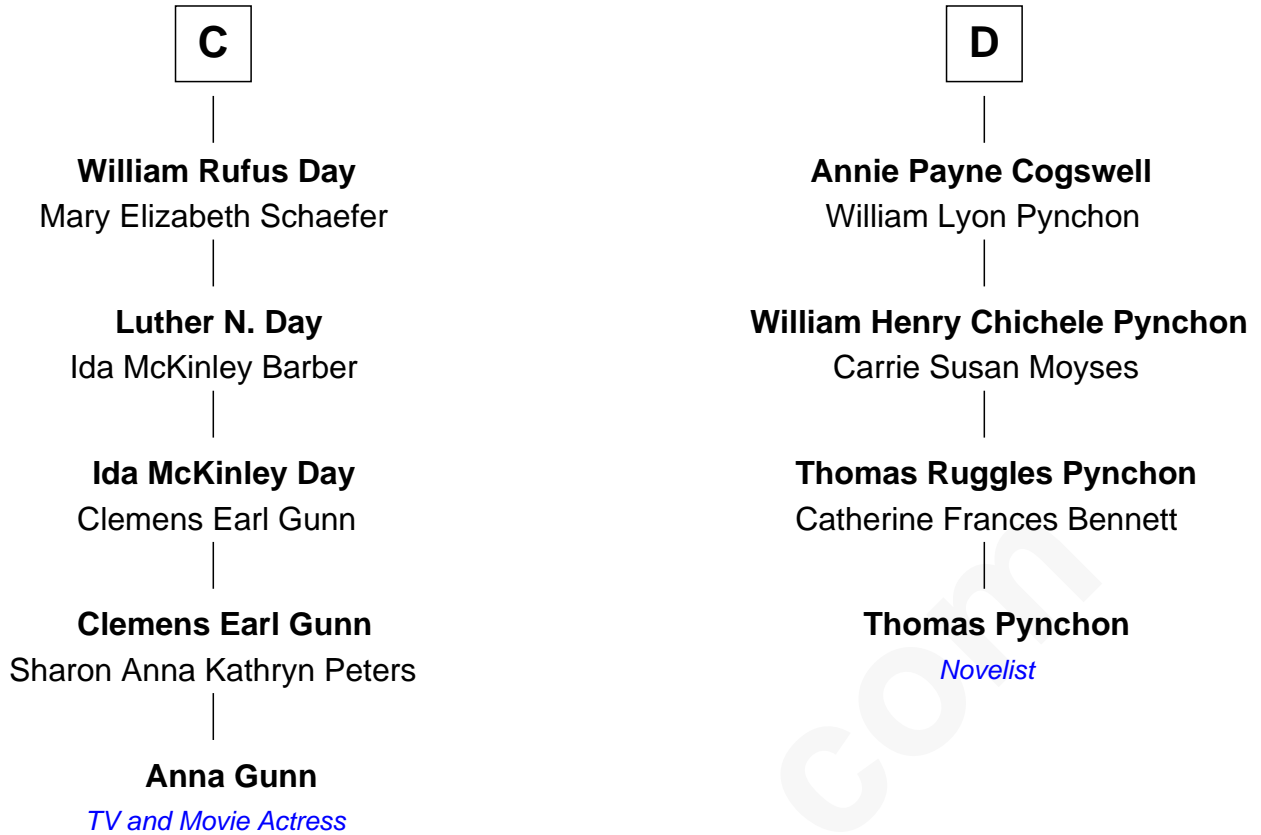 C
William Rufus Day
Mary Elizabeth Schaefer
Luther N. Day
Ida McKinley Barber
Ida McKinley Day
Clemens Earl Gunn
Clemens Earl Gunn
Sharon Anna Kathryn Peters
Anna Gunn
TV and Movie Actress
D
Annie Payne Cogswell
William Lyon Pynchon
William Henry Chichele Pynchon
Carrie Susan Moyses
Thomas Ruggles Pynchon
Catherine Frances Bennett
Thomas Pynchon
Novelist
com